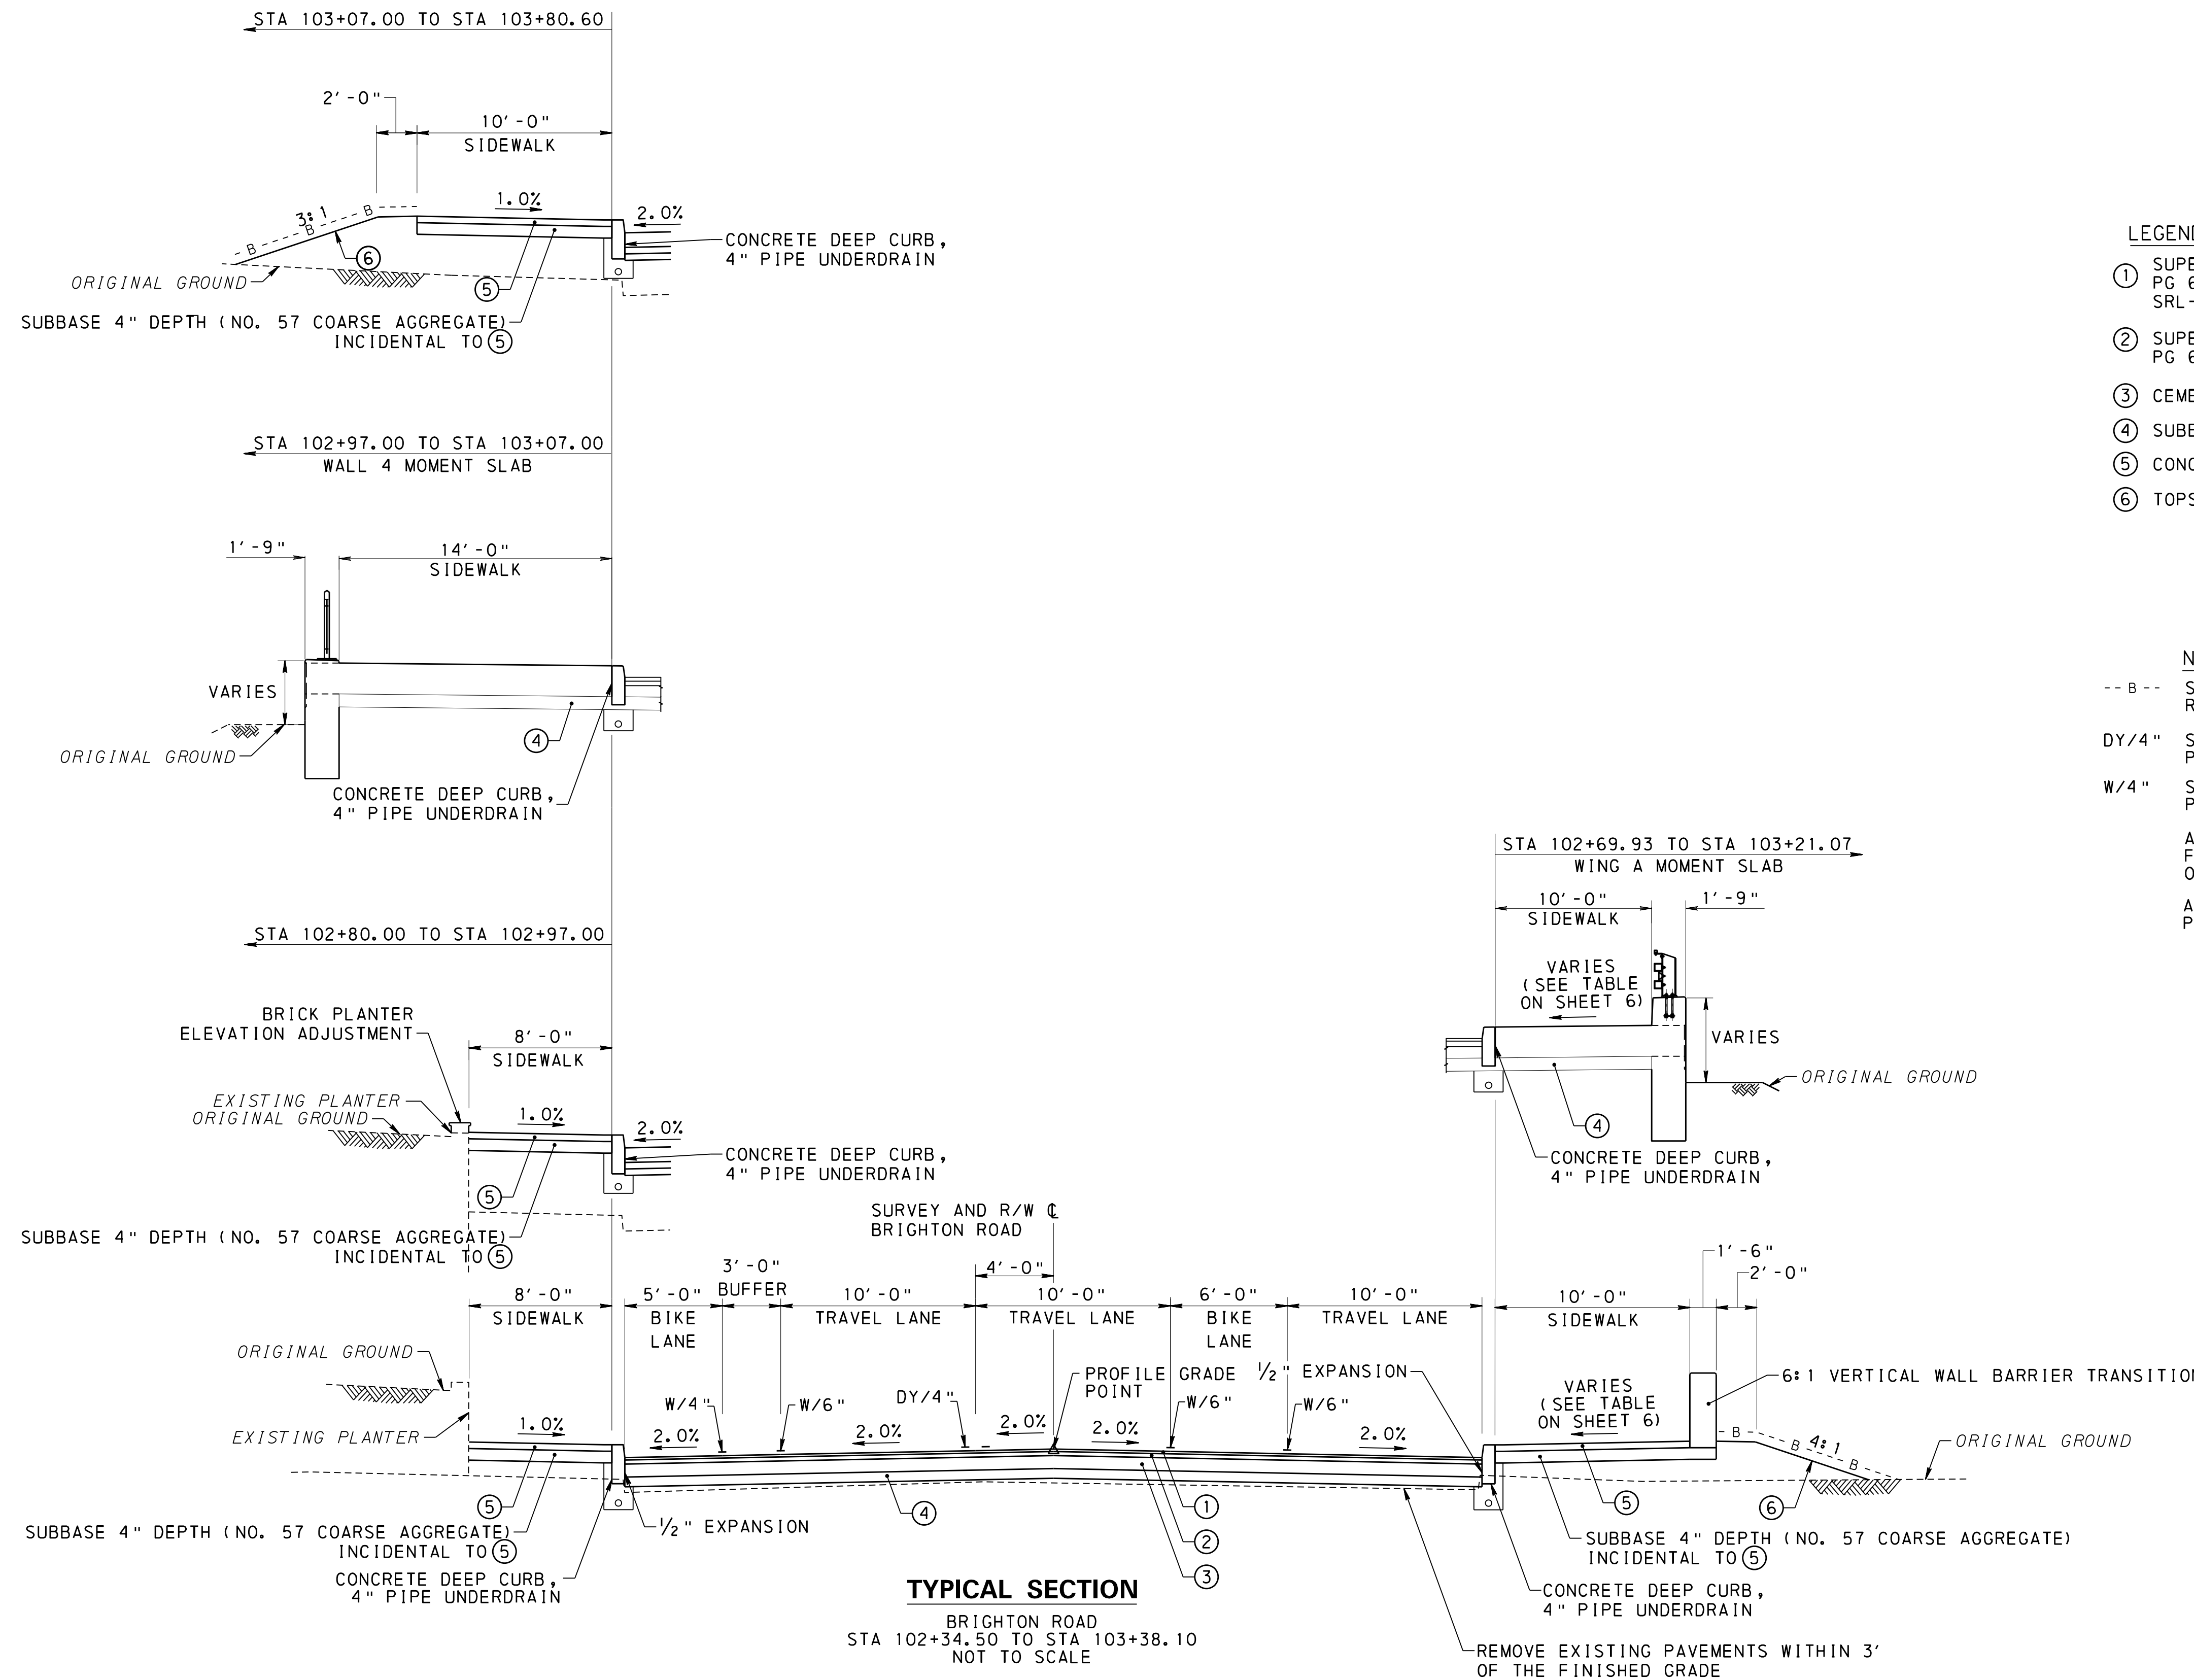 STA 103+07.00 TO STA 103+80.60
2'-0"
10'-0"
SIDEWALK
3:1
B
B
B
1.0%
2.0%
6
CONCRETE DEEP CURB,
4" PIPE UNDERDRAIN
ORIGINAL GROUND
5
SUBBASE 4" DEPTH (NO. 57 COARSE AGGREGATE)
INCIDENTAL TO 5
STA 102+97.00 TO STA 103+07.00
WALL 4 MOMENT SLAB
1'-9"
14'-0"
SIDEWALK
VARIES
ORIGINAL GROUND
4
CONCRETE DEEP CURB,
4" PIPE UNDERDRAIN
STA 102+80.00 TO STA 102+97.00
BRICK PLANTER
ELEVATION ADJUSTMENT
8'-0"
SIDEWALK
EXISTING PLANTER
ORIGINAL GROUND
1.0%
2.0%
CONCRETE DEEP CURB,
4" PIPE UNDERDRAIN
5
SUBBASE 4" DEPTH (NO. 57 COARSE AGGREGATE)
INCIDENTAL TO 5
STA 102+69.93 TO STA 103+21.07
WING A MOMENT SLAB
10'-0"
SIDEWALK
1'-9"
VARIES
(SEE TABLE
ON SHEET 6)
VARIES
ORIGINAL GROUND
4
CONCRETE DEEP CURB,
4" PIPE UNDERDRAIN
SURVEY AND R/W ℄
BRIGHTON ROAD
8'-0"
SIDEWALK
5'-0"
BIKE
LANE
3'-0"
BUFFER
10'-0"
TRAVEL LANE
4'-0"
10'-0"
TRAVEL LANE
6'-0"
BIKE
LANE
10'-0"
TRAVEL LANE
10'-0"
SIDEWALK
1'-6"
2'-0"
ORIGINAL GROUND
EXISTING PLANTER
1.0%
W/4"
2.0%
W/6"
2.0%
DY/4"
2.0%
PROFILE GRADE
POINT
2.0%
W/6"
W/6"
1/2" EXPANSION
2.0%
VARIES
(SEE TABLE
ON SHEET 6)
6:1 VERTICAL WALL BARRIER TRANSITION
B
B
4:1
B
ORIGINAL GROUND
5
SUBBASE 4" DEPTH (NO. 57 COARSE AGGREGATE)
INCIDENTAL TO 5
CONCRETE DEEP CURB,
4" PIPE UNDERDRAIN
1/2" EXPANSION
4
1
2
3
5
6
SUBBASE 4" DEPTH (NO. 57 COARSE AGGREGATE)
INCIDENTAL TO 5
CONCRETE DEEP CURB,
4" PIPE UNDERDRAIN
REMOVE EXISTING PAVEMENTS WITHIN 3'
OF THE FINISHED GRADE
TYPICAL SECTION
BRIGHTON ROAD
STA 102+34.50 TO STA 103+38.10
NOT TO SCALE
LEGEND
1
PG
SRL-
2
PG
3
4
5
6
-- B --
DY/4"
W/4"